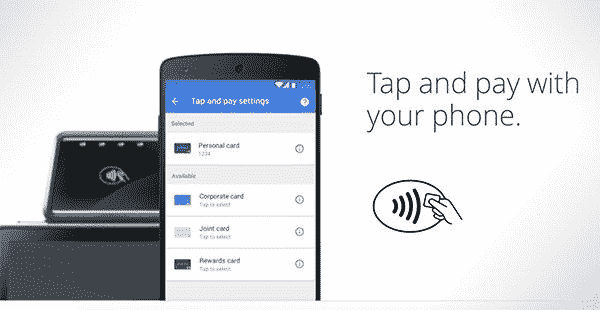 Tap and pay settings
Selected
Personal card
1234
Available
Corporate card
Tap to select
Joint card
Tap to select
Rewards card
Tap to select
Tap and pay with
your phone.